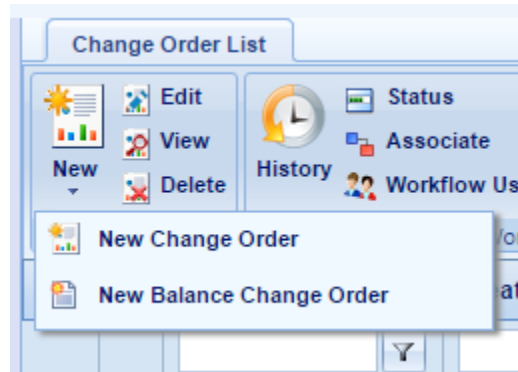 Change Order List
Edit
View
Delete
New
History
Status
Associate
Workflow Us
New Change Order
New Balance Change Order